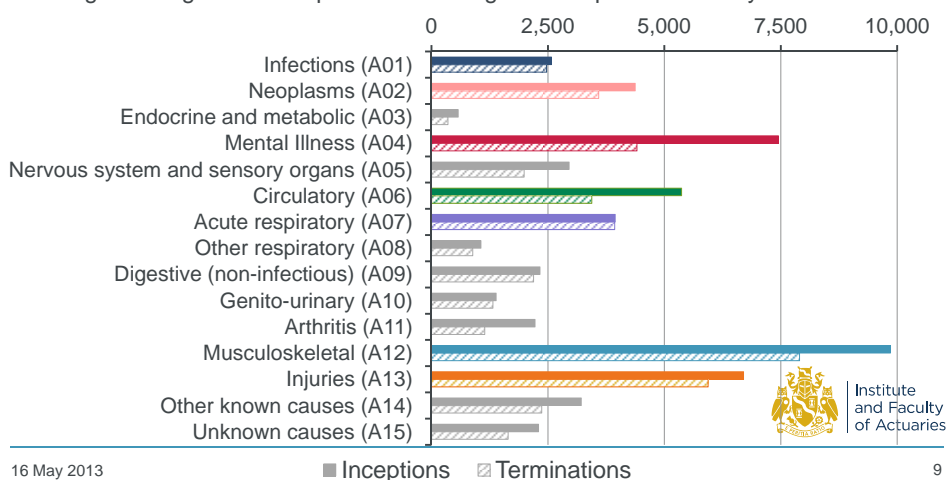 0 2,500 5,000 7,500 10,000
Infections (A01)
Neoplasms (A02)
Endocrine and metabolic (A03)
Mental Illness (A04)
Nervous system and sensory organs (A05)
Circulatory (A06)
Acute respiratory (A07)
Other respiratory (A08)
Digestive (non-infectious) (A09)
Genito-urinary (A10)
Arthritis (A11)
Musculoskeletal (A12)
Injuries (A13)
Other known causes (A14)
Unknown causes (A15)
Institute
and Faculty
of Actuaries
16 May 2013
Inceptions Terminations
9